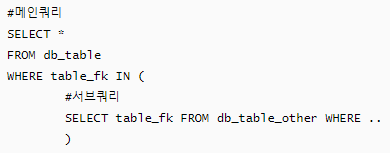 #메인쿼리
SELECT *
FROM db_table
WHERE table_fk IN (
#서브쿼리
SELECT table_fk FROM db_table_other WHERE ..
)